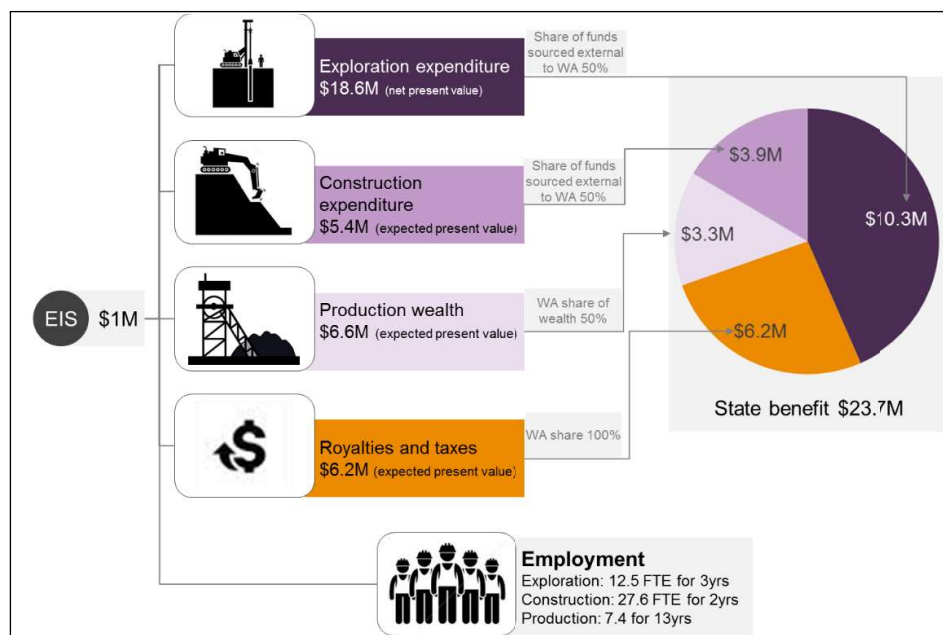 Share of funds
sourced external
to WA 50%
Exploration expenditure
$18.6M (net present value)
$3.9M
Share of funds
sourced external
to WA 50%
Construction
expenditure
$5.4M (expected present value)
$10.3M
$3.3M
WA share of
wealth 50%
Production wealth
$6.6M (expected present value)
EIS $1M
$6.2M
State benefit $23.7M
WA share 100%
Royalties and taxes
$6.2M (expected present value)
Employment
Exploration: 12.5 FTE for 3yrs
Construction: 27.6 FTE for 2yrs
Production: 7.4 for 13yrs